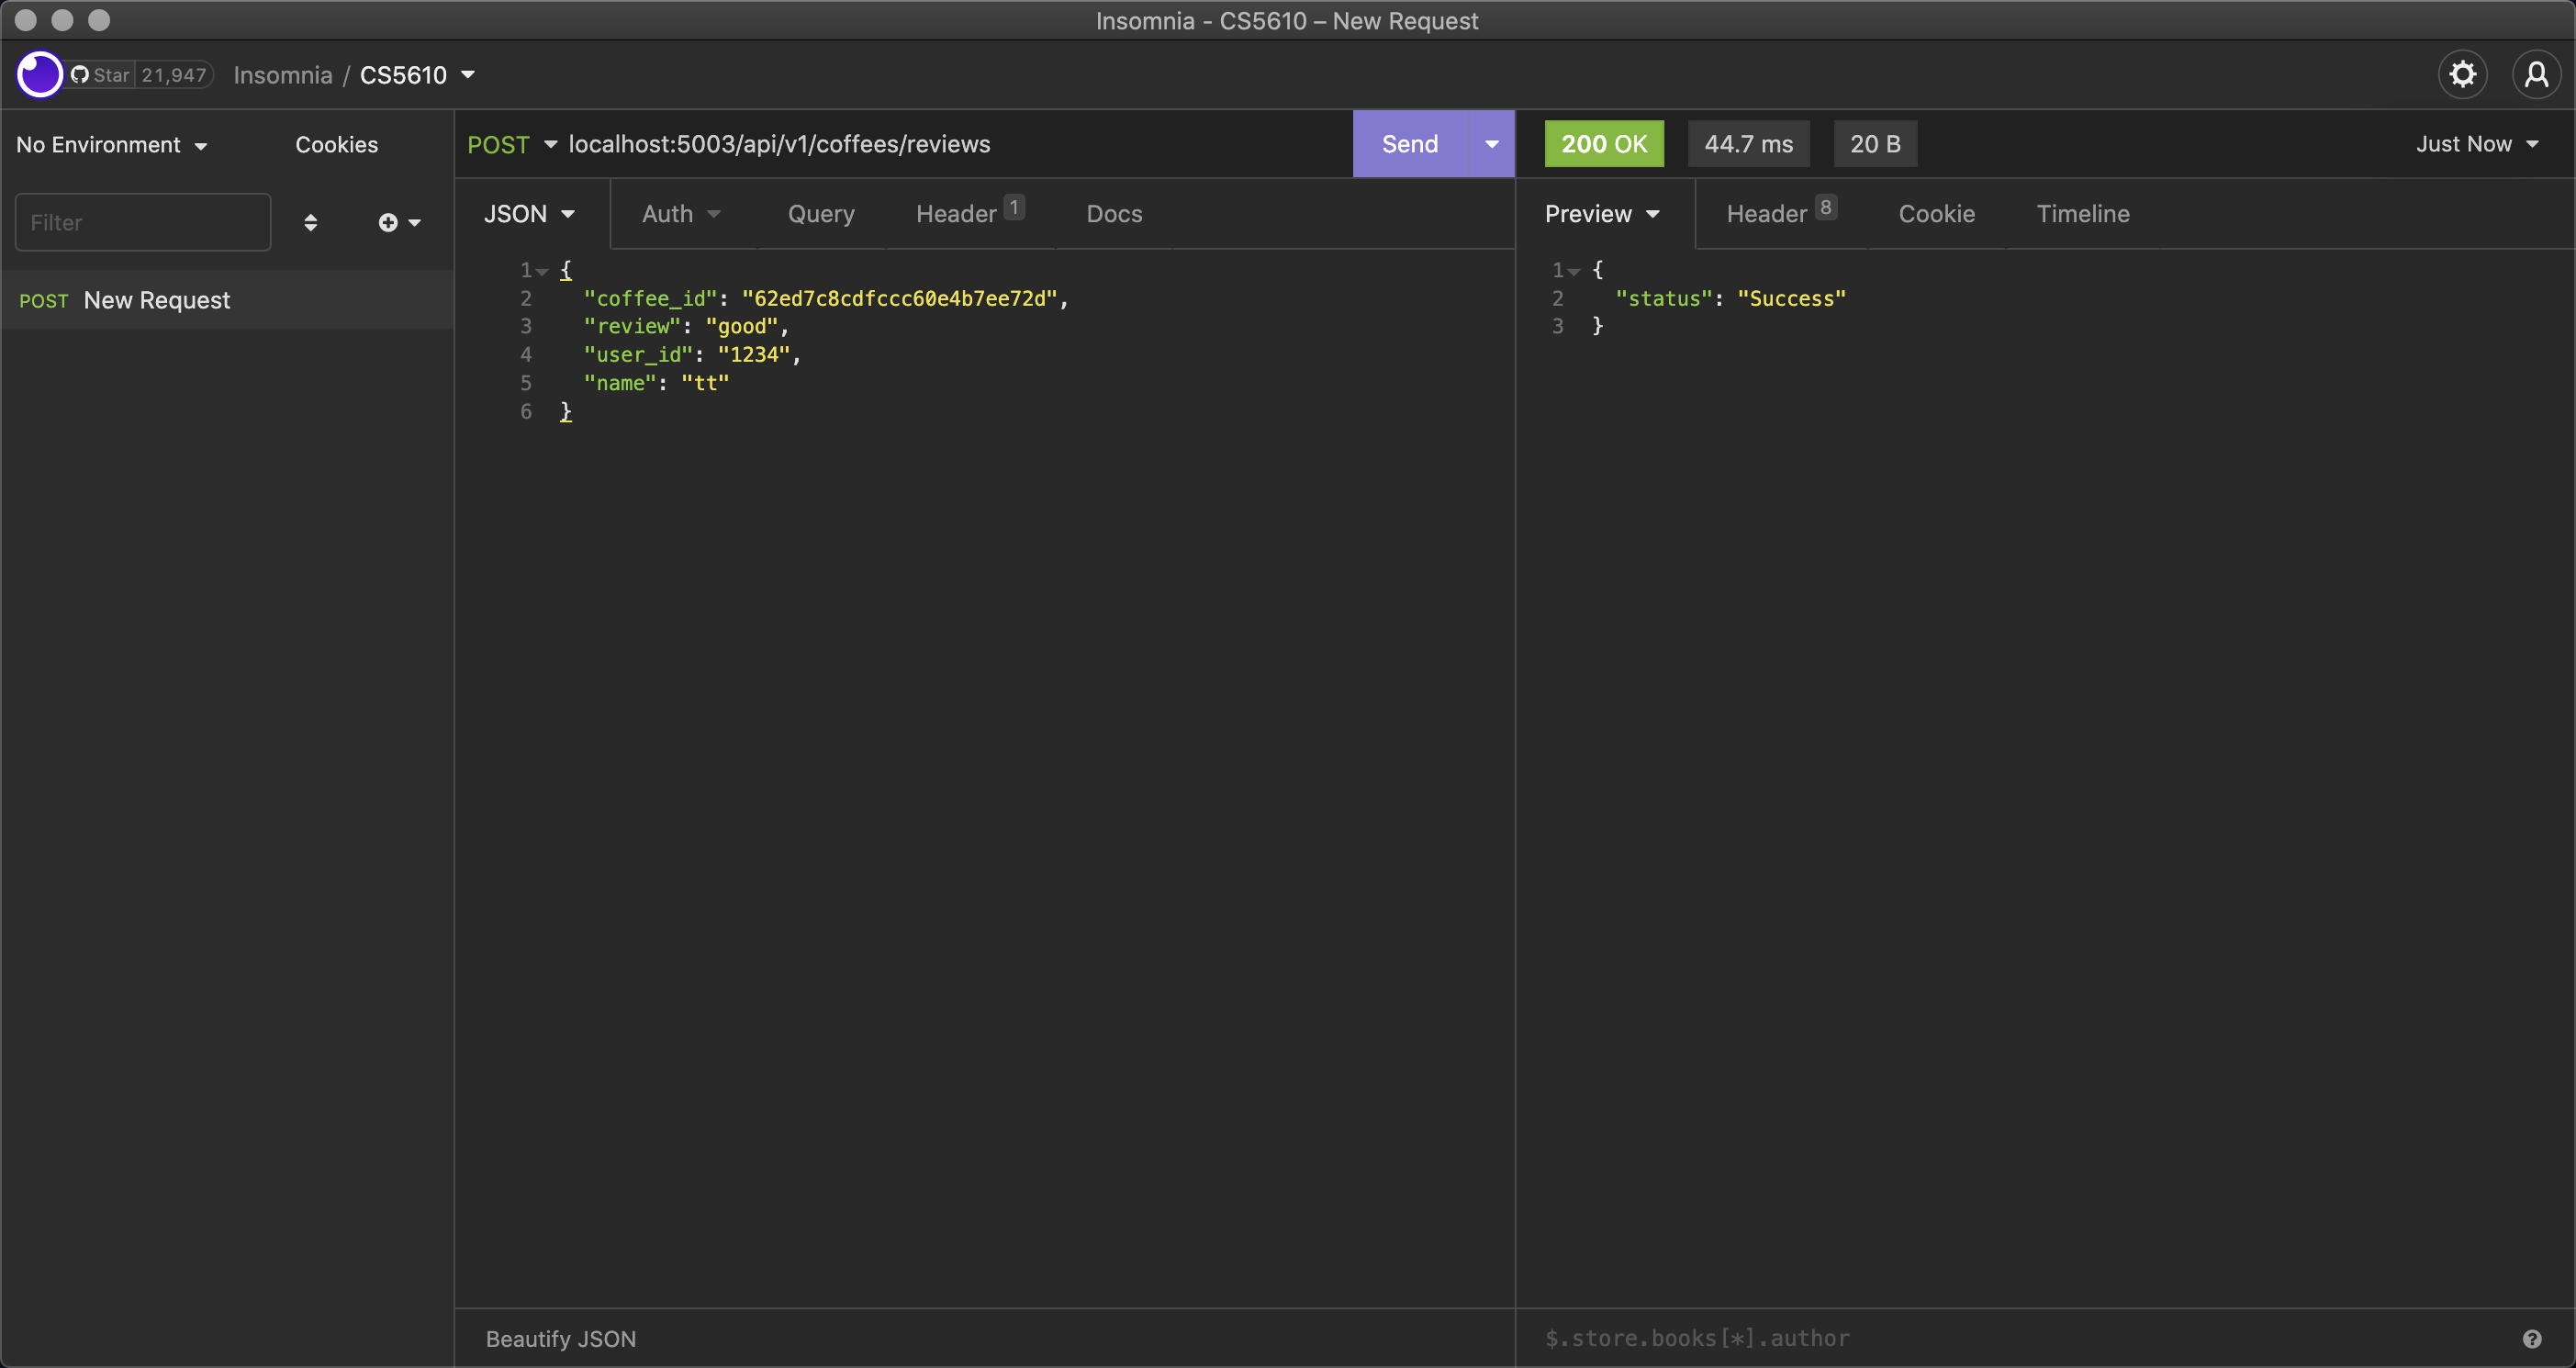 Insomnia - CS5610 – New Request
Star 21,947 Insomnia / CS5610
No Environment Cookies
Filter
POST New Request
POST localhost:5003/api/v1/coffees/reviews Send
JSON Auth Query Header 1 Docs
1 {
2 "coffee_id": "62ed7c8cdfccc60e4b7ee72d",
3 "review": "good",
4 "user_id": "1234",
5 "name": "tt"
6 }
Beautify JSON
200 OK 44.7 ms 20 B Just Now
Preview Header 8 Cookie Timeline
1 {
2 "status": "Success"
3 }
$.store.books[*].author